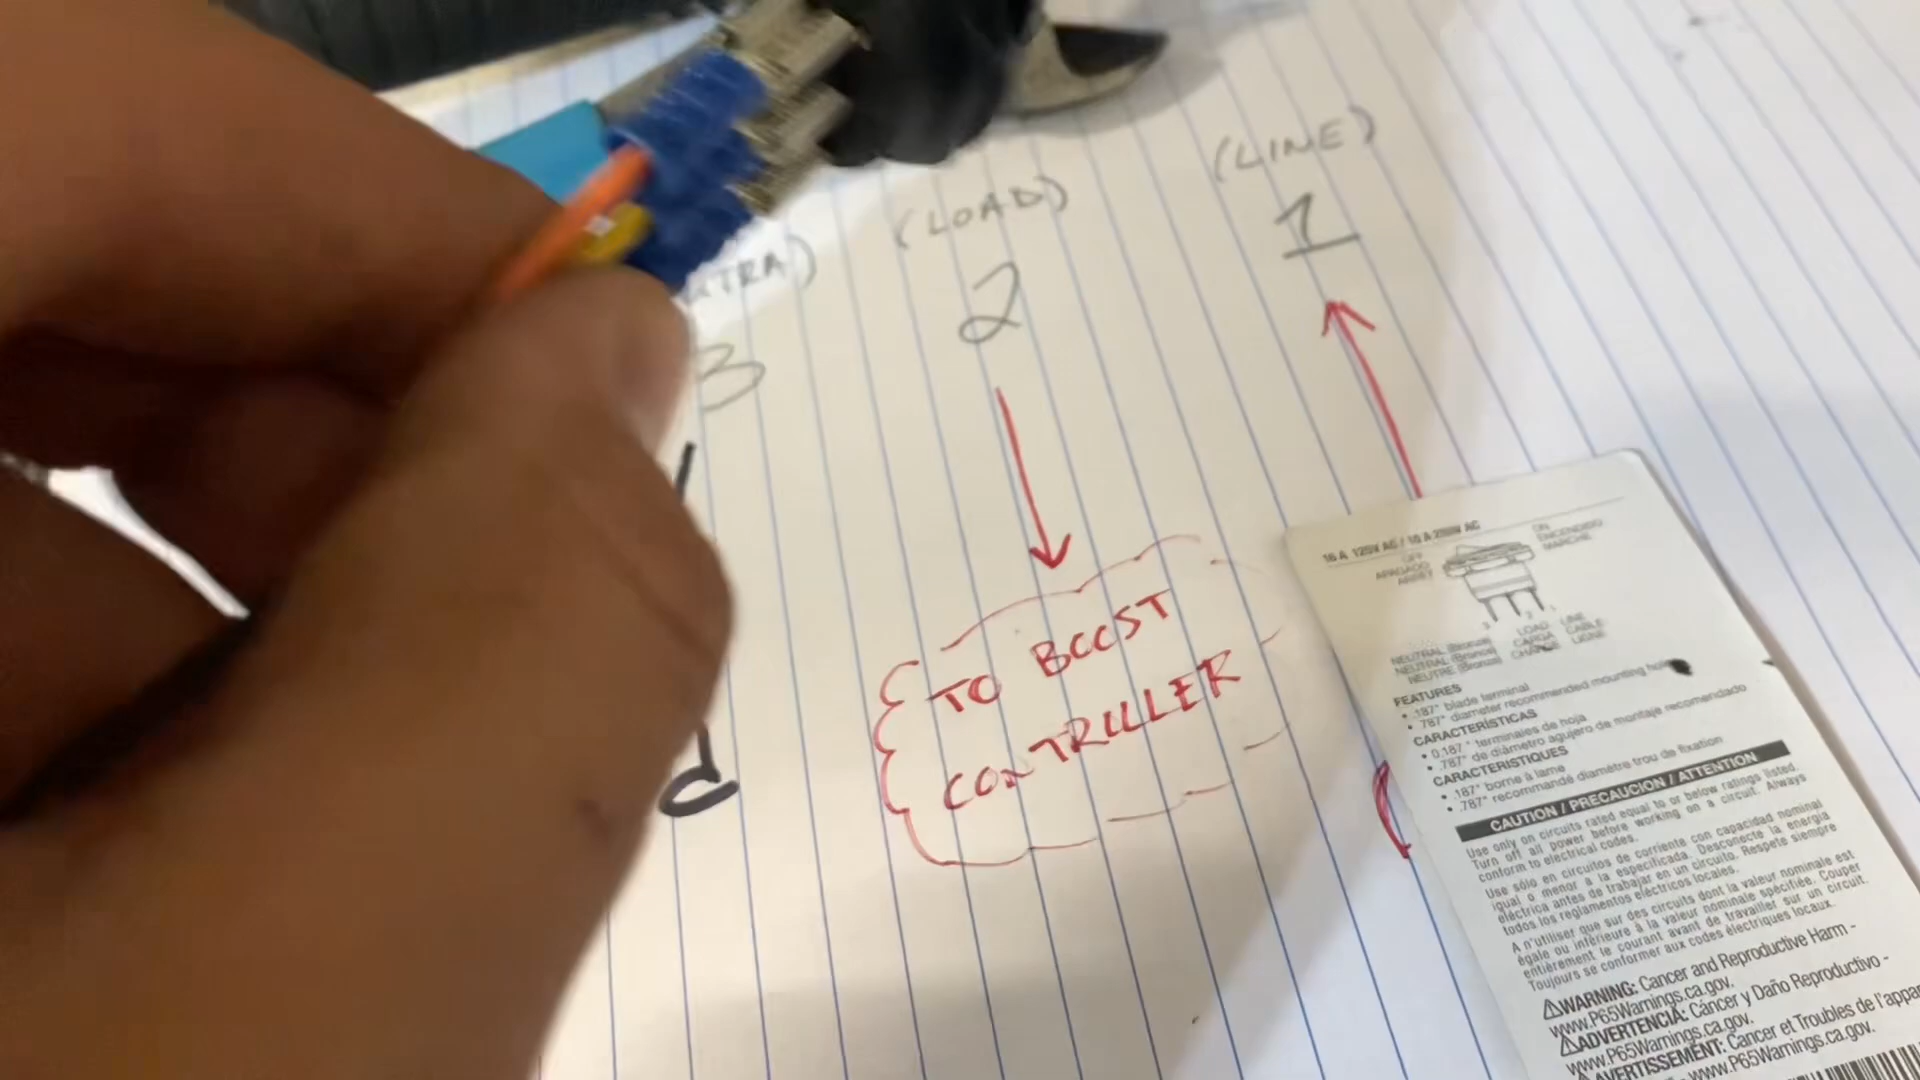 (LINE)
1
(LOAD)
2
TRA)
3
TO BOOST
CONTROLLER
d
16 A 125V AC / 10 A 250V AC
OFF
APAGADO
ARRÊT
ON
ENCENDIDO
MARCHE
3 2 1
NEUTRAL (Bronze)
NEUTRAL (Bronce)
NEUTRE (Bronze)
LOAD
CARGA
CHARGE
LINE
CABLE
LIGNE
FEATURES
• .187" blade terminal
• .787" diameter recommended mounting hole
CARACTERÍSTICAS
• 0.187" terminales de hoja
• .787" de diámetro agujero de montaje recomendado
CARACTERISTIQUES
• .187" borne à lame
• .787" recommandé diamètre trou de fixation
CAUTION / PRECAUCION / ATTENTION
Use only on circuits rated equal to or below ratings listed.
Turn off all power before working on a circuit. Always
conform to electrical codes.
Use sólo en circuitos de corriente con capacidad nominal
igual o menor a la especificada. Desconecte la energía
eléctrica antes de trabajar en un circuito. Respete siempre
todos los reglamentos eléctricos locales.
A n'utiliser que sur des circuits dont la valeur nominale est
égale ou inférieure à la valeur nominale spécifiée. Couper
entièrement le courant avant de travailler sur un circuit.
Toujours se conformer aux codes électriques locaux.
⚠WARNING: Cancer and Reproductive Harm -
www.P65Warnings.ca.gov.
⚠ADVERTENCIA: Cáncer y Daño Reproductivo -
www.P65Warnings.ca.gov.
⚠AVERTISSEMENT: Cancer et Troubles de l'appare
www.P65Warnings.ca.gov.